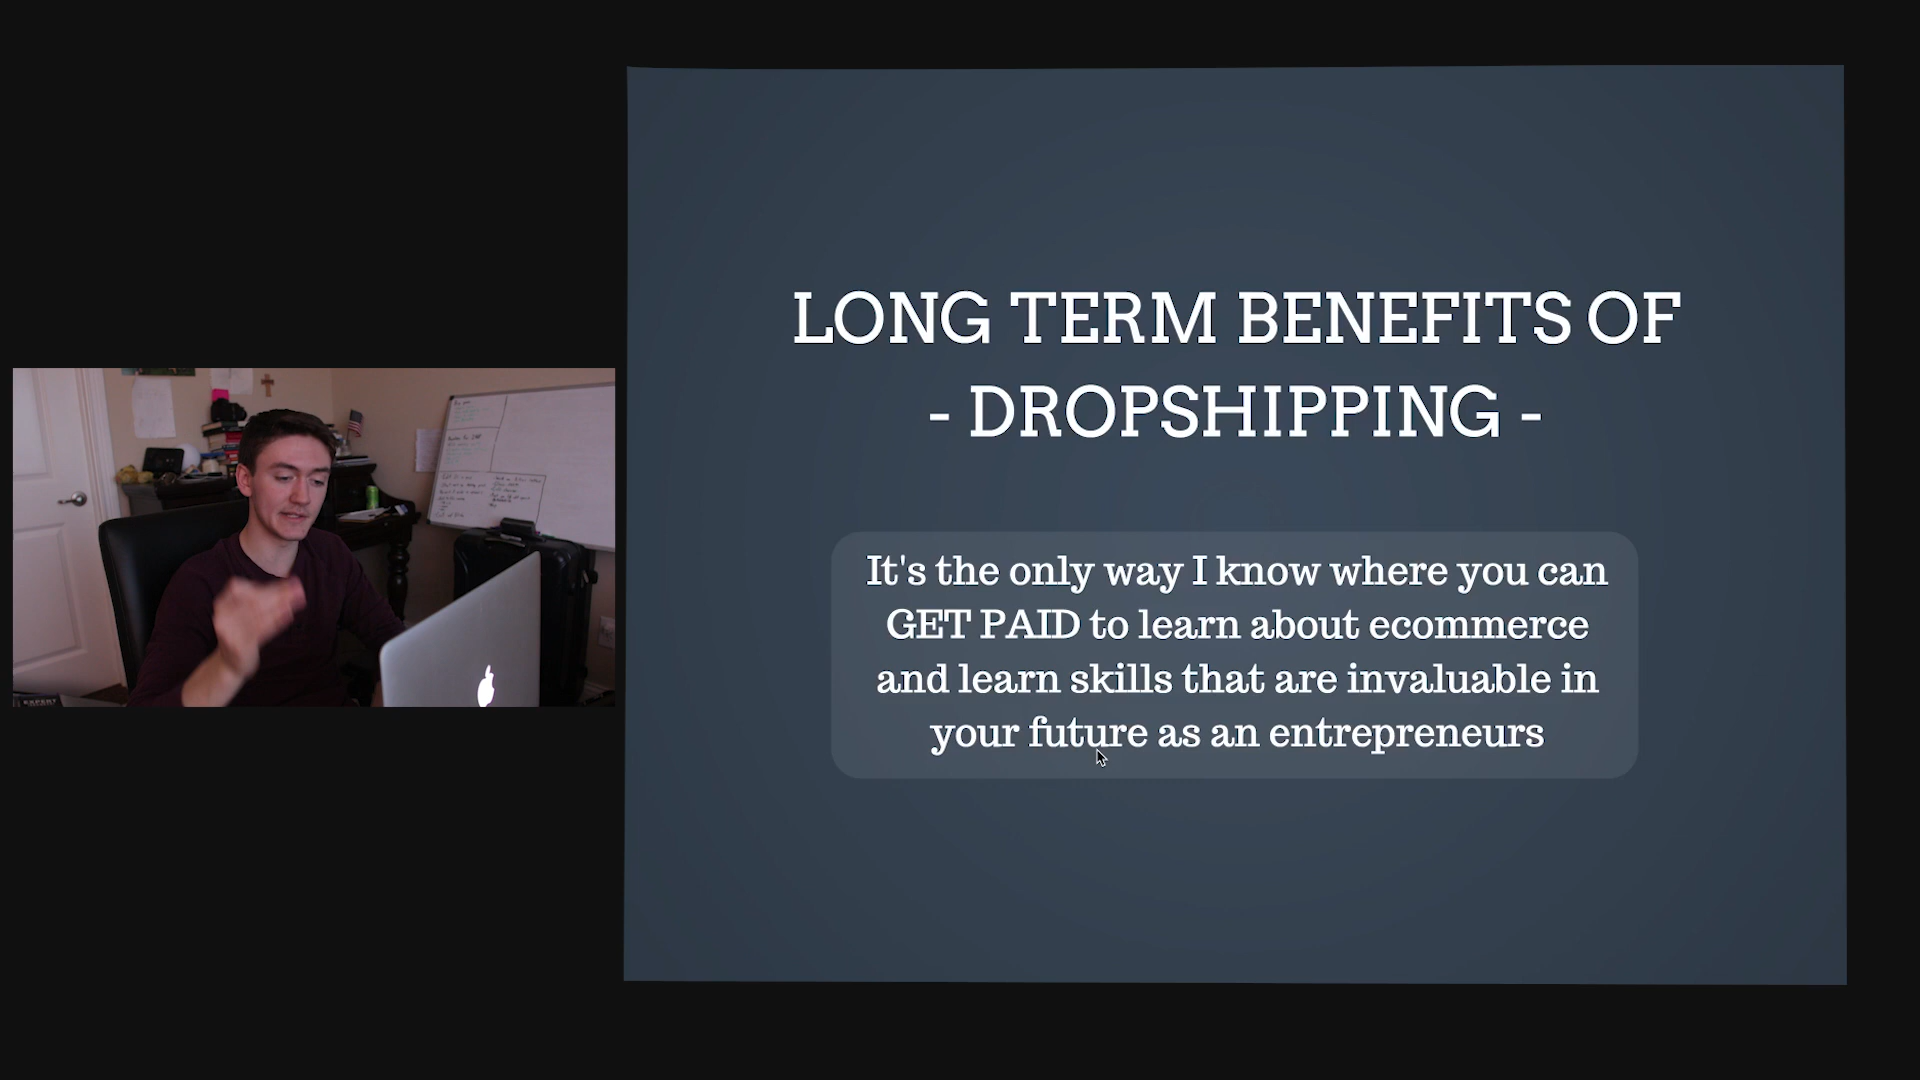 LONG TERM BENEFITS OF
- DROPSHIPPING -
It's the only way I know where you can
GET PAID to learn about ecommerce
and learn skills that are invaluable in
your future as an entrepreneurs
EXPERT